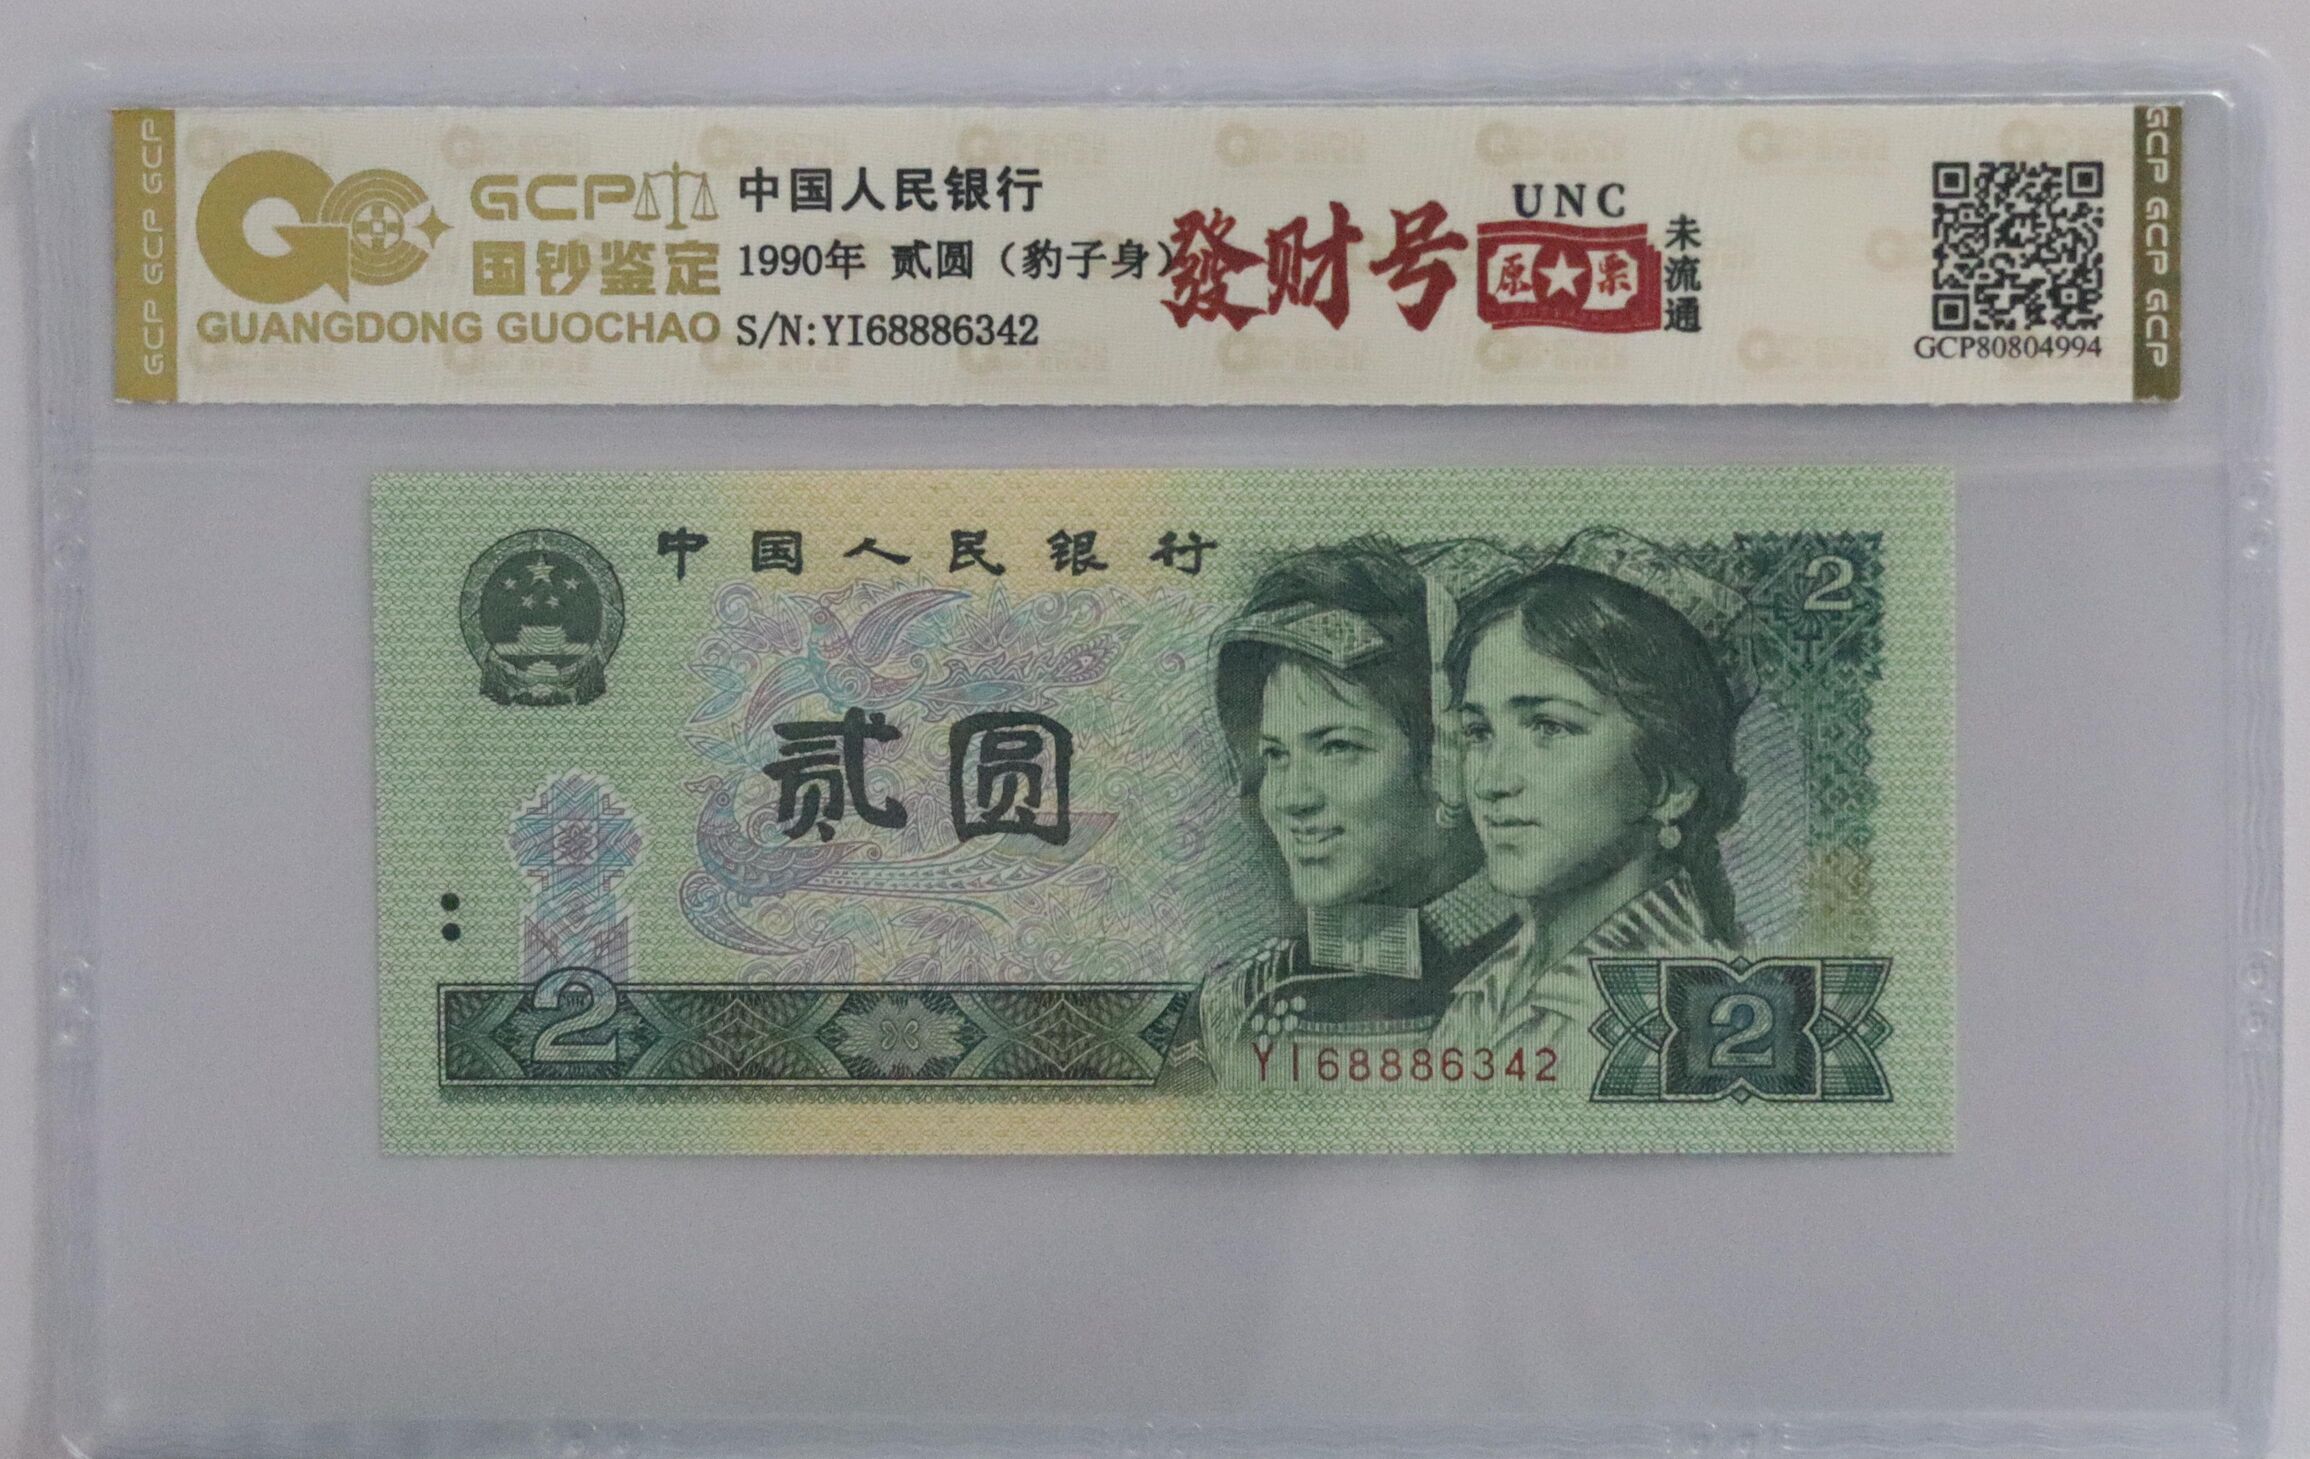 GCP GCP GCP
GCP
国钞鉴定
GUANGDONG GUOCHAO
中国人民银行
1990年 贰圆（豹子身）
S/N:YI68886342
發财号
UNC
原票
未流通
GCP80804994
GCP GCP GCP
中国人民银行
2
贰圆
2
YI68886342
2